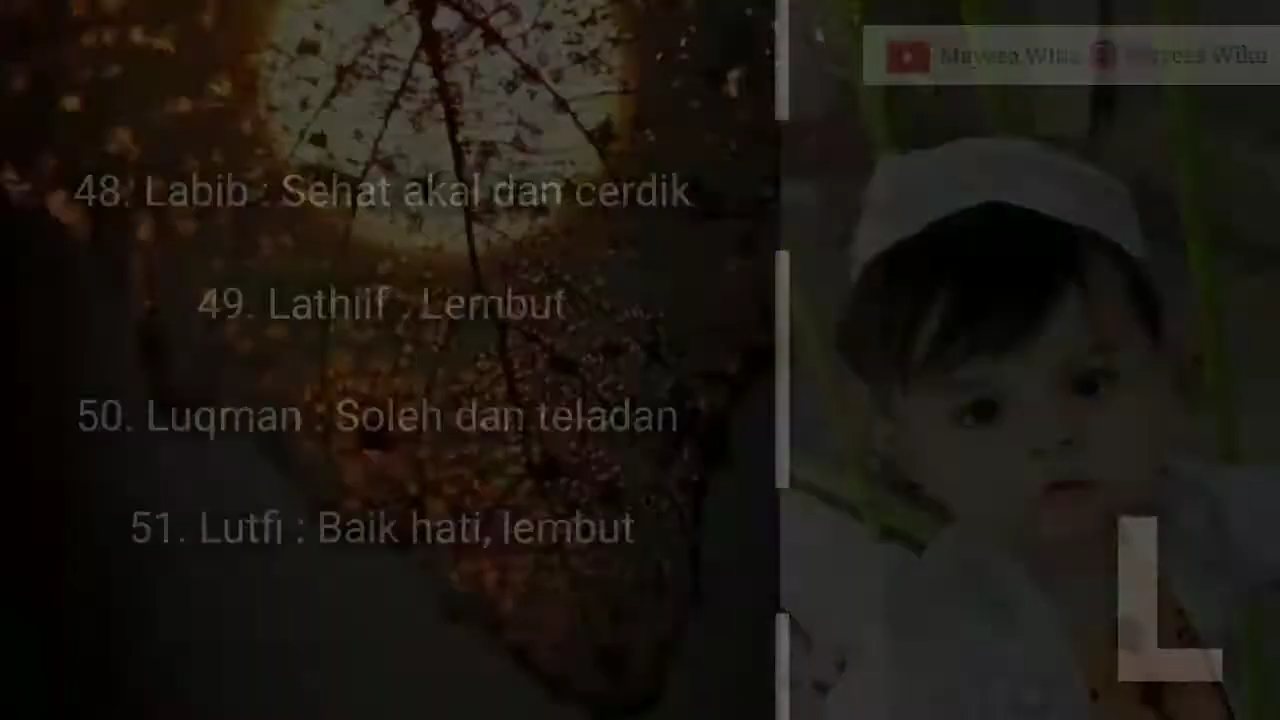 48. Labib : Sehat akal dan cerdik
49. Lathiif : Lembut
50. Luqman : Soleh dan teladan
51. Lutfi : Baik hati, lembut
L